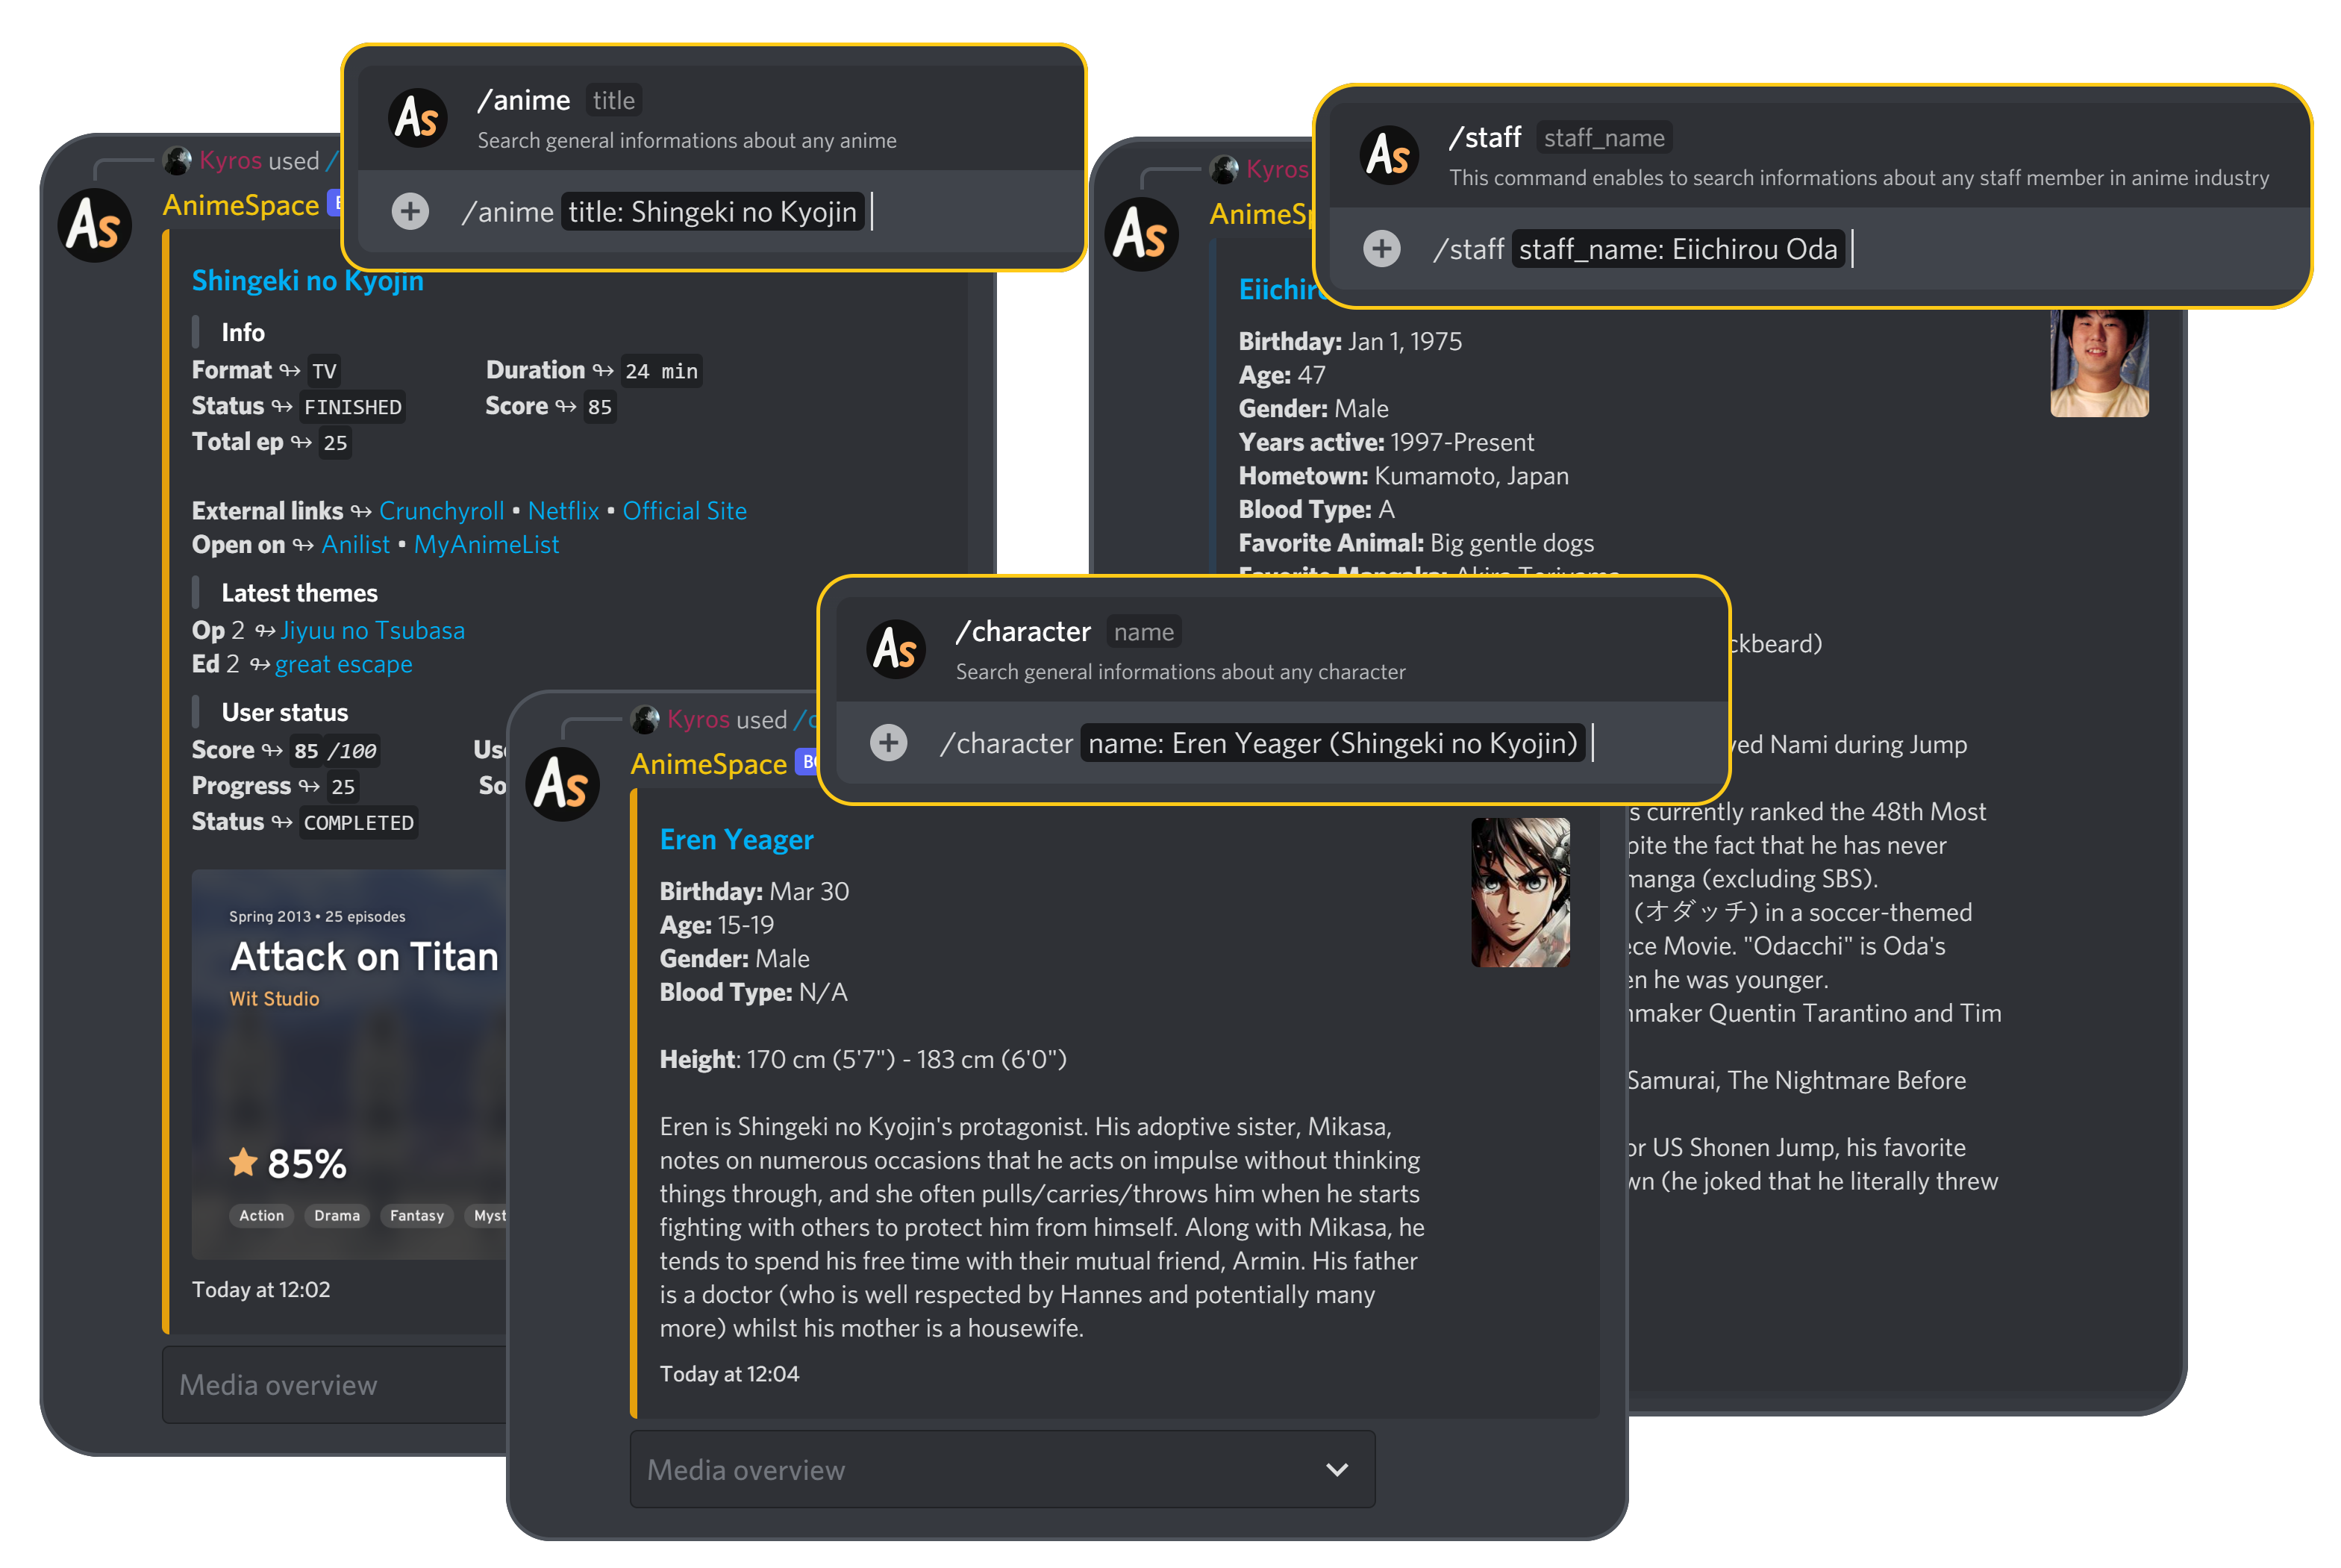 /anime title
Search general informations about any anime
/anime title: Shingeki no Kyojin
As
Kyros used /
AnimeSpace
As
Shingeki no Kyojin
Info
Format ↬ TV Duration ↬ 24 min
Status ↬ FINISHED Score ↬ 85
Total ep ↬ 25
External links ↬ Crunchyroll • Netflix • Official Site
Open on ↬ Anilist • MyAnimeList
Latest themes
Op 2 ↬ Jiyuu no Tsubasa
Ed 2 ↬ great escape
User status
Score ↬ 85 /100
Progress ↬ 25
Status ↬ COMPLETED
Spring 2013 • 25 episodes
Attack on Titan
Wit Studio
85%
Action Drama Fantasy
Today at 12:02
Media overview
As
/staff staff_name
This command enables to search informations about any staff member in anime industry
/staff staff_name: Eiichirou Oda
Kyros
As
Birthday: Jan 1, 1975
Age: 47
Gender: Male
Years active: 1997-Present
Hometown: Kumamoto, Japan
Blood Type: A
Favorite Animal: Big gentle dogs
Favorite Mangaka: Akira Toriyama
ckbeard)
Nami during Jump
s currently ranked the 48th Most
the fact that he has never
manga (excluding SBS).
(オダッチ) in a soccer-themed
Movie. "Odacchi" is Oda's
he was younger.
Quentin Tarantino and Tim
Samurai, The Nightmare Before
or US Shonen Jump, his favorite
(he joked that he literally threw
As
/character name
Search general informations about any character
/character name: Eren Yeager (Shingeki no Kyojin)
Kyros used /c
AnimeSpace
As
Eren Yeager
Birthday: Mar 30
Age: 15-19
Gender: Male
Blood Type: N/A
Height: 170 cm (5'7") - 183 cm (6'0")
Eren is Shingeki no Kyojin's protagonist. His adoptive sister, Mikasa,
notes on numerous occasions that he acts on impulse without thinking
things through, and she often pulls/carries/throws him when he starts
fighting with others to protect him from himself. Along with Mikasa, he
tends to spend his free time with their mutual friend, Armin. His father
is a doctor (who is well respected by Hannes and potentially many
more) whilst his mother is a housewife.
Today at 12:04
Media overview